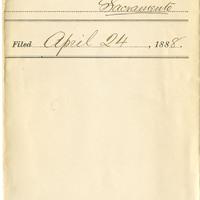 Sacramento
Filed April 24, 1888.